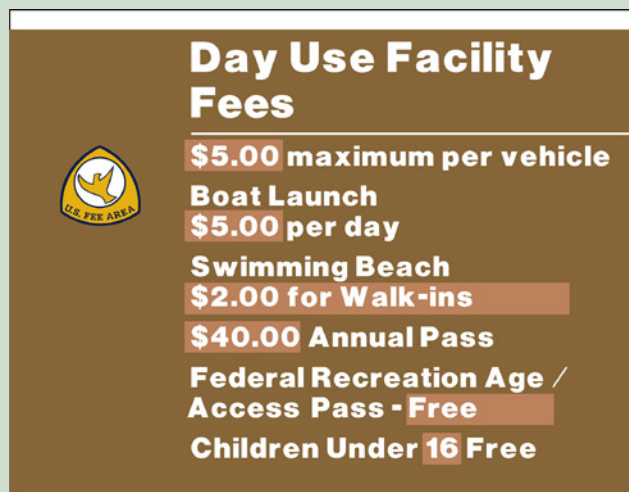 Day Use Facility
Fees
$5.00 maximum per vehicle
U.S. FEE AREA
Boat Launch
$5.00 per day
Swimming Beach
$2.00 for Walk-ins
$40.00 Annual Pass
Federal Recreation Age /
Access Pass - Free
Children Under 16 Free